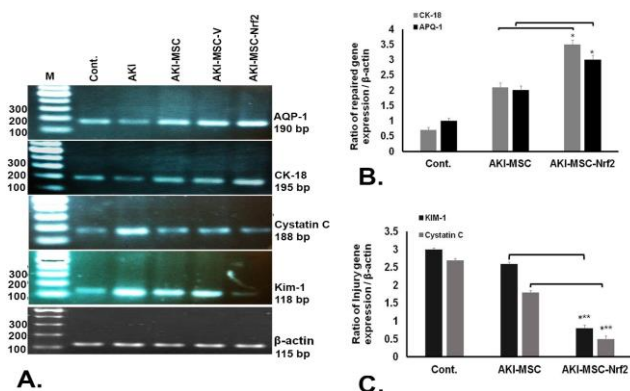 M
Cont.
AKI
AKI-MSC
AKI-MSC-V
AKI-MSC-Nrf2
300
200
100
AQP-1
190 bp
300
200
100
CK-18
195 bp
Cystatin C
188 bp
300
200
100
Kim-1
118 bp
300
200
100
β-actin
115 bp
A.
CK-18
APQ-1
Ratio of repaired gene
expression / β-actin
4
3.5
3
2.5
2
1.5
1
0.5
0
*
*
Cont.
AKI-MSC
AKI-MSC-Nrf2
B.
KIM-1
Cystatin C
Ratio of Injury gene
expression / β-actin
3.5
3
2.5
2
1.5
1
0.5
0
***
***
Cont.
AKI-MSC
AKI-MSC-Nrf2
C.